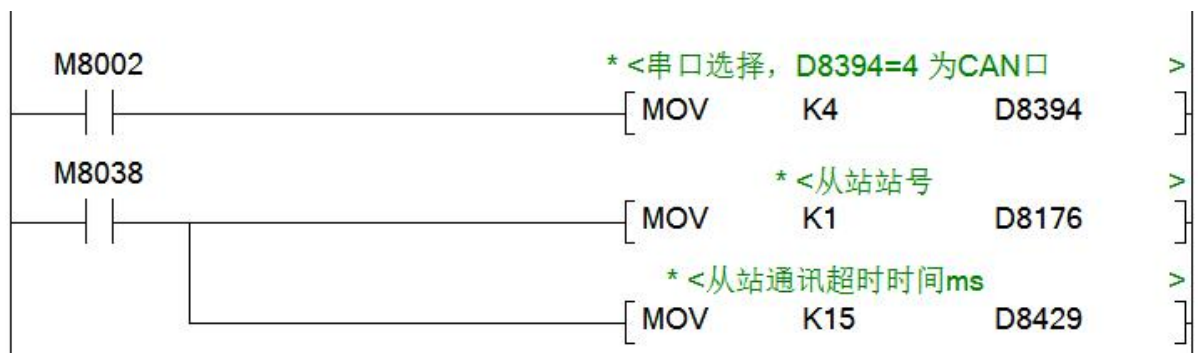 M8002
* <串口选择，D8394=4 为CAN口 >
MOV K4 D8394
M8038
* <从站站号 >
MOV K1 D8176
* <从站通讯超时时间ms >
MOV K15 D8429